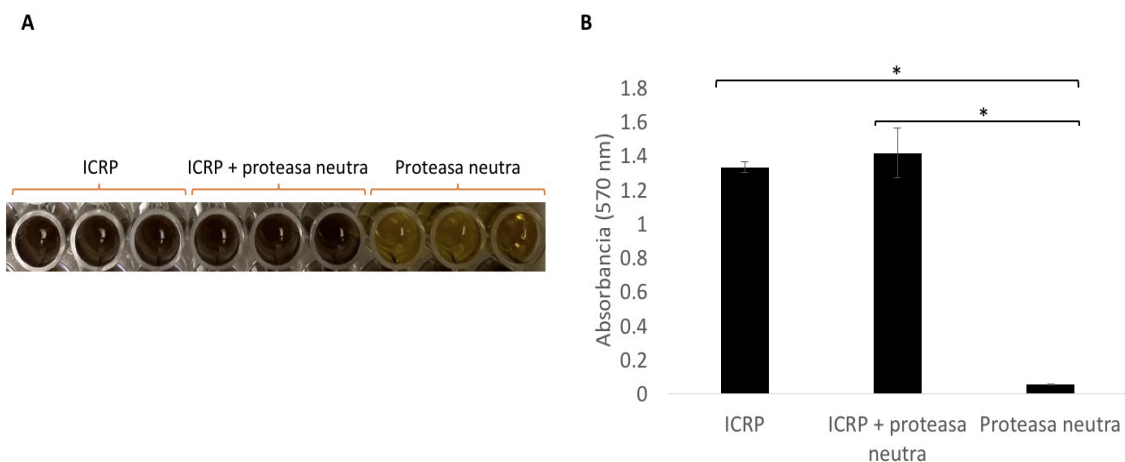 A
ICRP
ICRP + proteasa neutra
Proteasa neutra
B
Absorbancia (570 nm)
1.8
1.6
1.4
1.2
1
0.8
0.6
0.4
0.2
0
*
*
ICRP
ICRP + proteasa
neutra
Proteasa neutra